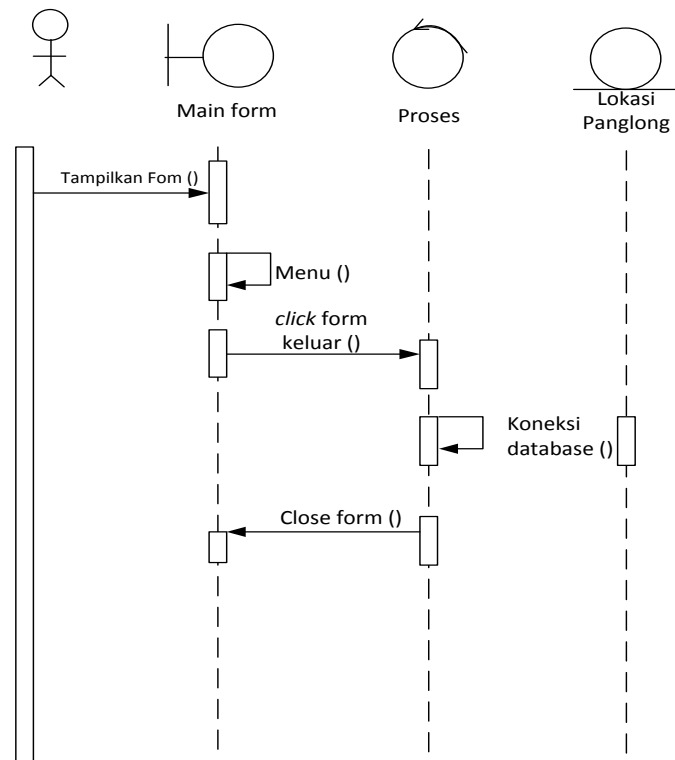 Main form
Proses
Lokasi
Panglong
Tampilkan Fom ()
Menu ()
click form
keluar ()
Koneksi
database ()
Close form ()